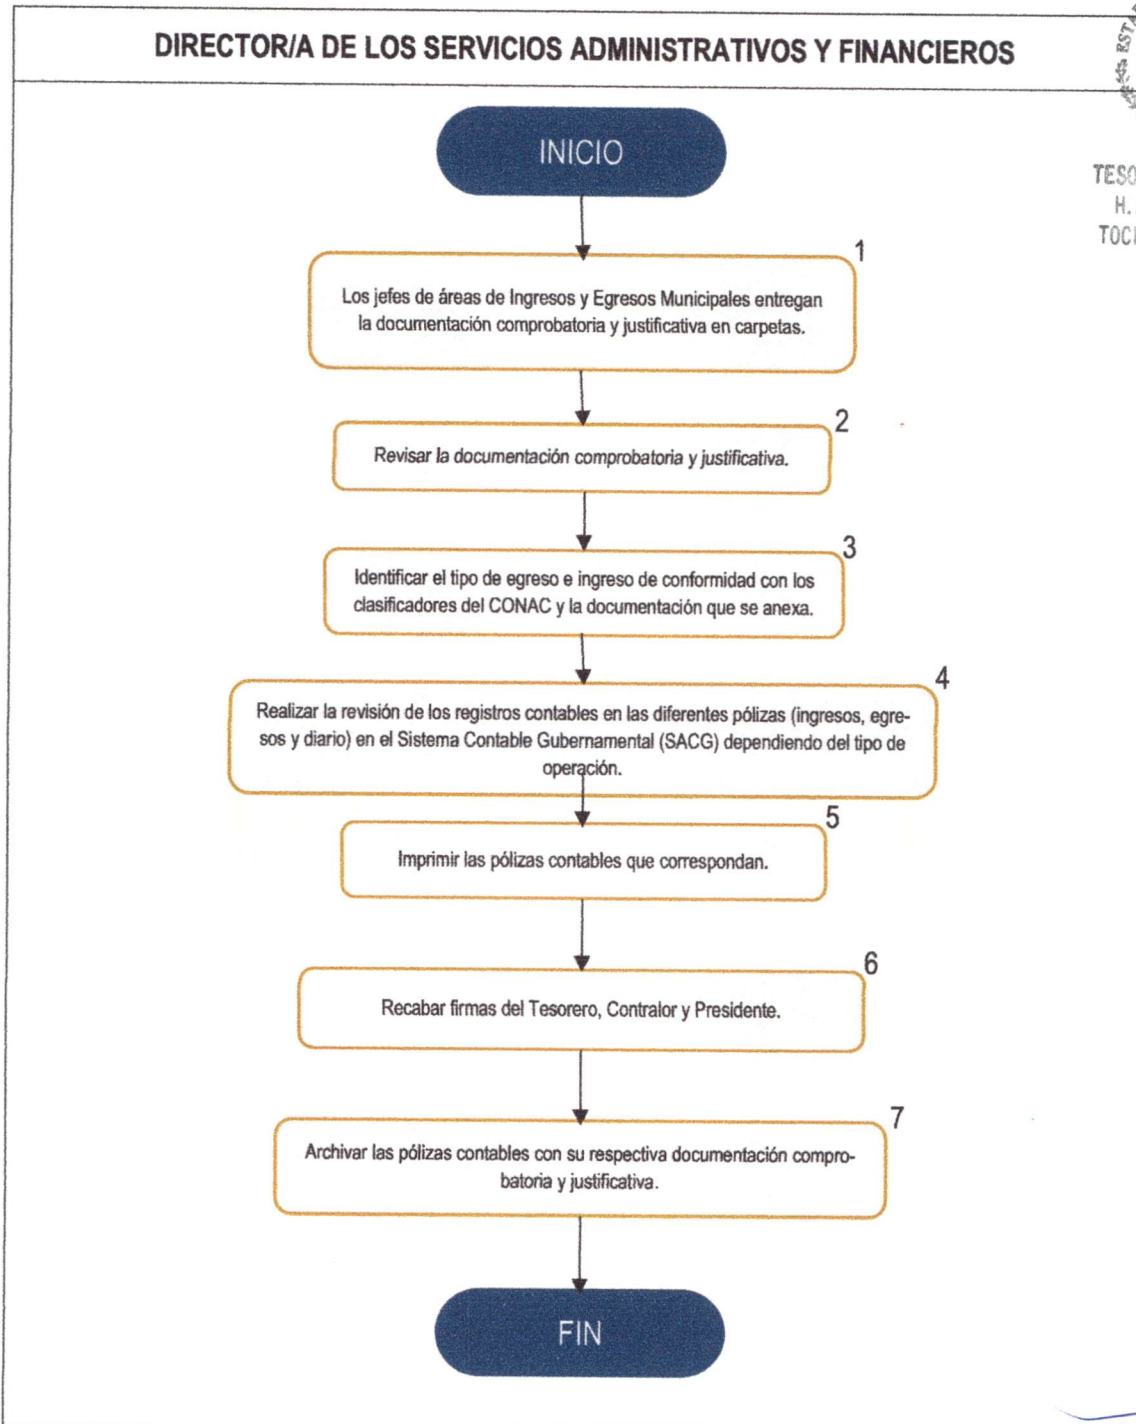 DIRECTOR/A DE LOS SERVICIOS ADMINISTRATIVOS Y FINANCIEROS
INICIO
1
Los jefes de áreas de Ingresos y Egresos Municipales entregan
la documentación comprobatoria y justificativa en carpetas.
2
Revisar la documentación comprobatoria y justificativa.
3
Identificar el tipo de egreso e ingreso de conformidad con los
clasificadores del CONAC y la documentación que se anexa.
4
Realizar la revisión de los registros contables en las diferentes pólizas (ingresos, egre-
sos y diario) en el Sistema Contable Gubernamental (SACG) dependiendo del tipo de
operación.
5
Imprimir las pólizas contables que correspondan.
6
Recabar firmas del Tesorero, Contralor y Presidente.
7
Archivar las pólizas contables con su respectiva documentación compro-
batoria y justificativa.
FIN
H.